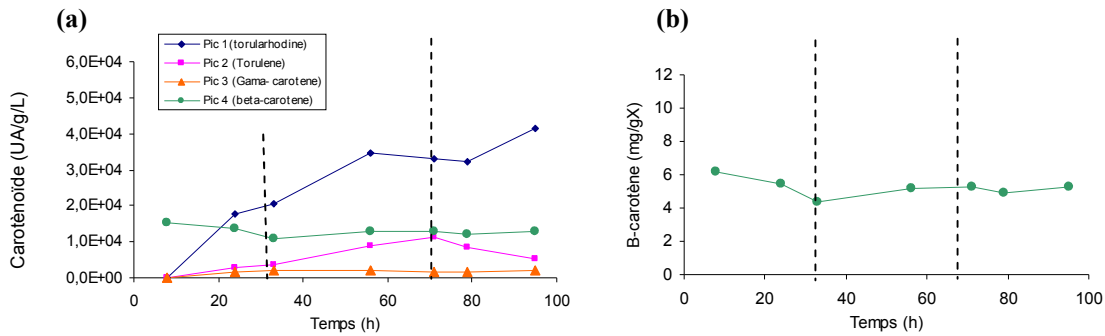 (a)
Pic 1 (torularhodine)
Pic 2 (Torulene)
Pic 3 (Gama- carotene)
Pic 4 (beta-carotene)
Carotènoïde (UA/g/L)
6,0E+04
5,0E+04
4,0E+04
3,0E+04
2,0E+04
1,0E+04
0,0E+00
0 20 40 60 80 100
Temps (h)
(b)
B-carotène (mg/gX)
12
10
8
6
4
2
0
0 20 40 60 80 100
Temps (h)